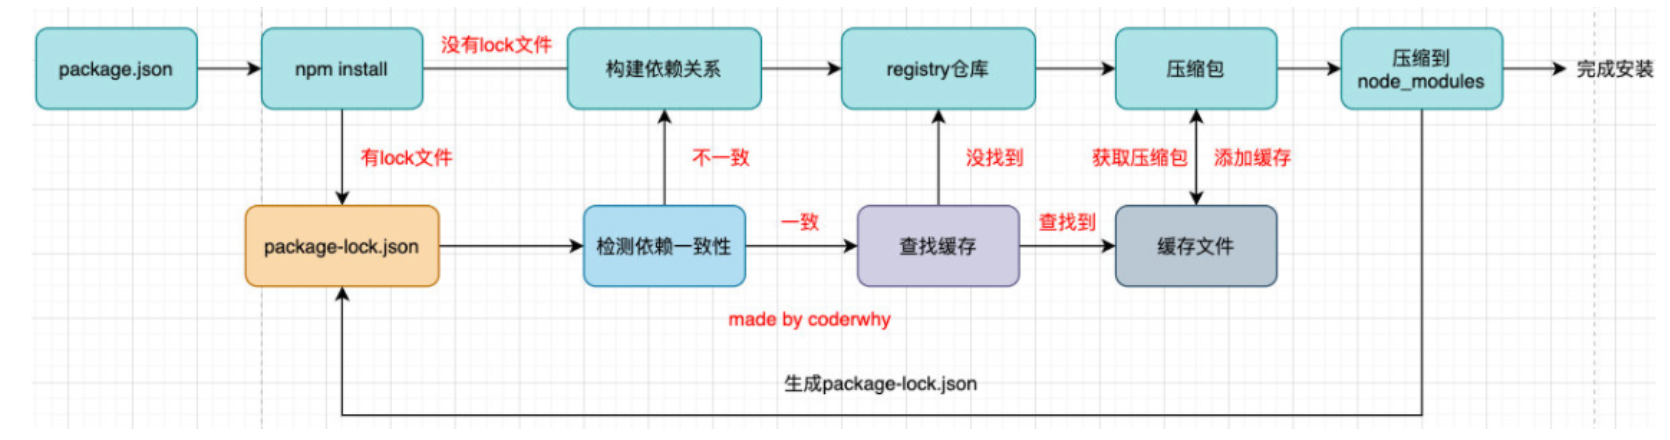 package.json
npm install
没有lock文件
构建依赖关系
registry仓库
压缩包
压缩到
node_modules
完成安装
有lock文件
不一致
没找到
获取压缩包
添加缓存
package-lock.json
检测依赖一致性
一致
查找缓存
查找到
缓存文件
made by coderwhy
生成package-lock.json